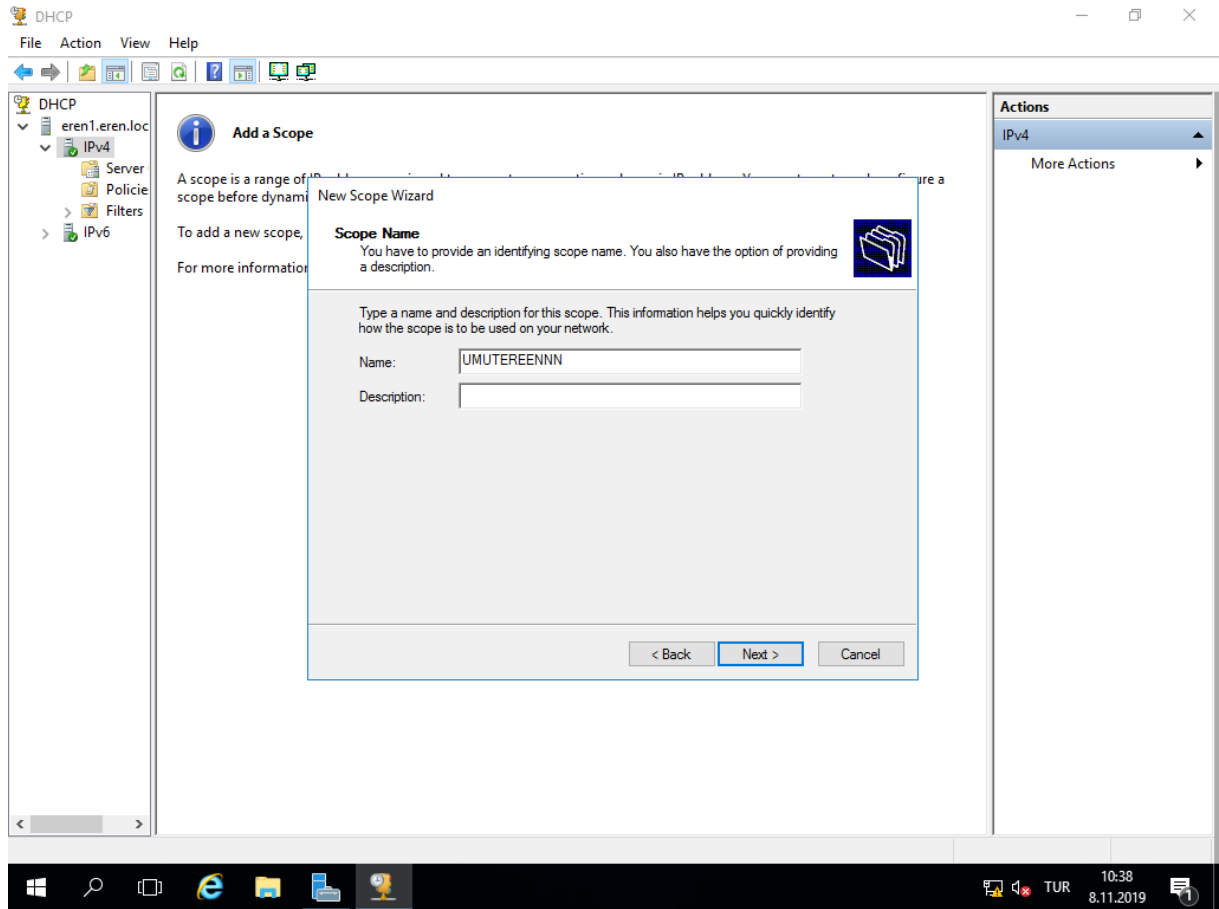 DHCP
File Action View Help
DHCP
eren1.eren.loc
IPv4
Server
Policie
Filters
IPv6
Add a Scope
A scope is a range of
ure a
scope before dynami
To add a new scope,
For more information
New Scope Wizard
Scope Name
You have to provide an identifying scope name. You also have the option of providing
a description.
Type a name and description for this scope. This information helps you quickly identify
how the scope is to be used on your network.
Name: UMUTEREENNN
Description:
< Back Next > Cancel
Actions
IPv4
More Actions
TUR
10:38
8.11.2019
1